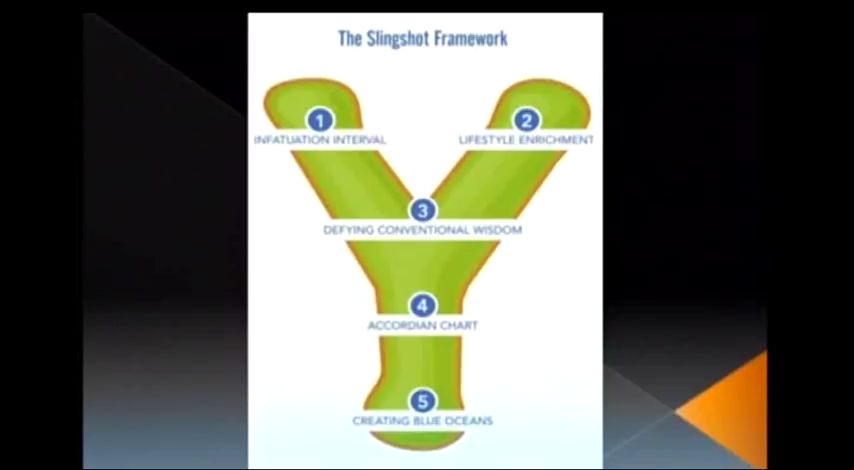 The Slingshot Framework
1
INFATUATION INTERVAL
2
LIFESTYLE ENRICHMENT
3
DEFYING CONVENTIONAL WISDOM
4
ACCORDIAN CHART
5
CREATING BLUE OCEANS